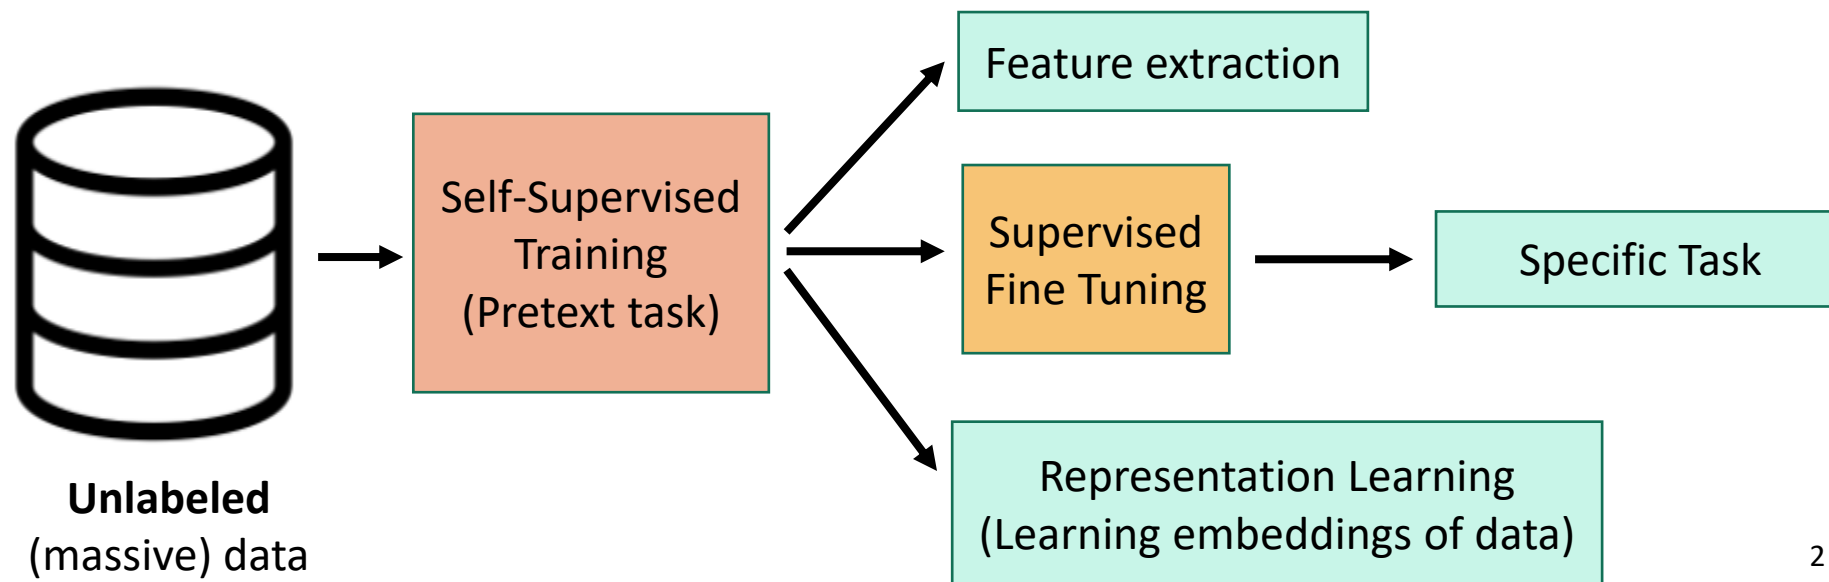 Feature extraction
Self-Supervised
Training
(Pretext task)
Supervised
Fine Tuning
Specific Task
Unlabeled
(massive) data
Representation Learning
(Learning embeddings of data)
2